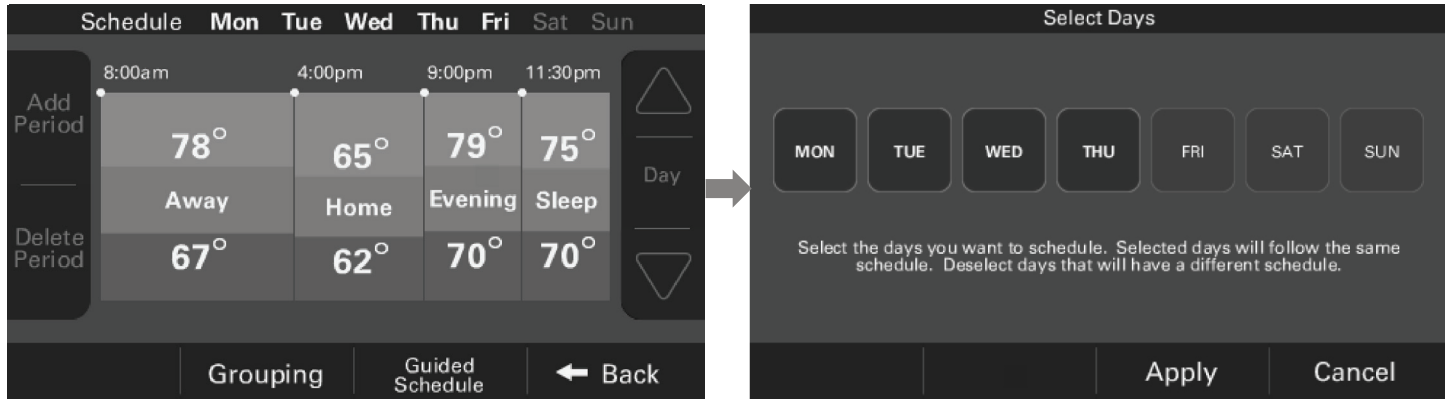 Schedule Mon Tue Wed Thu Fri Sat Sun
Add
Period
Delete
Period
8:00am 4:00pm 9:00pm 11:30pm
78° 65° 79° 75°
Away Home Evening Sleep
67° 62° 70° 70°
Day
Grouping
Guided
Schedule
Back
Select Days
MON TUE WED THU FRI SAT SUN
Select the days you want to schedule. Selected days will follow the same
schedule. Deselect days that will have a different schedule.
Apply Cancel